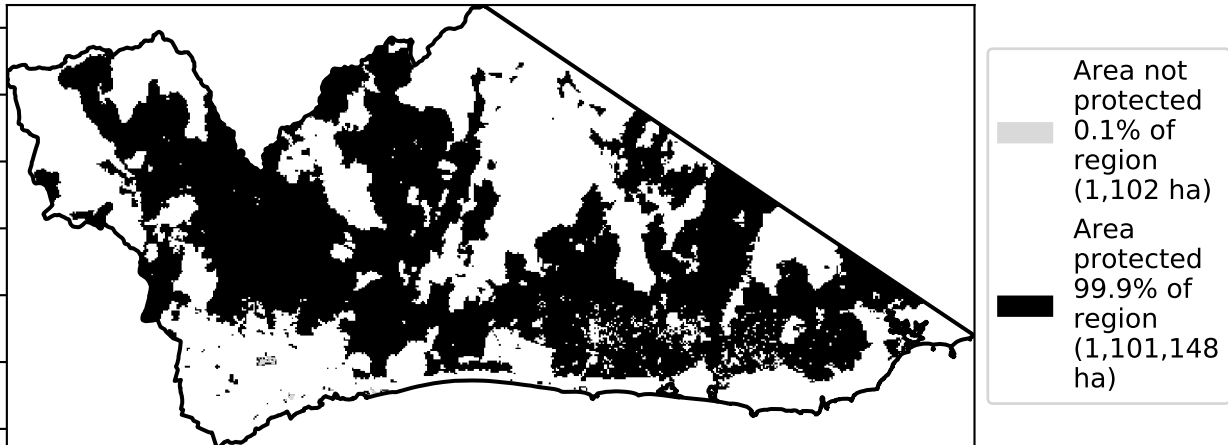 Area not
protected
0.1% of
region
(1,102 ha)
Area
protected
99.9% of
region
(1,101,148
ha)